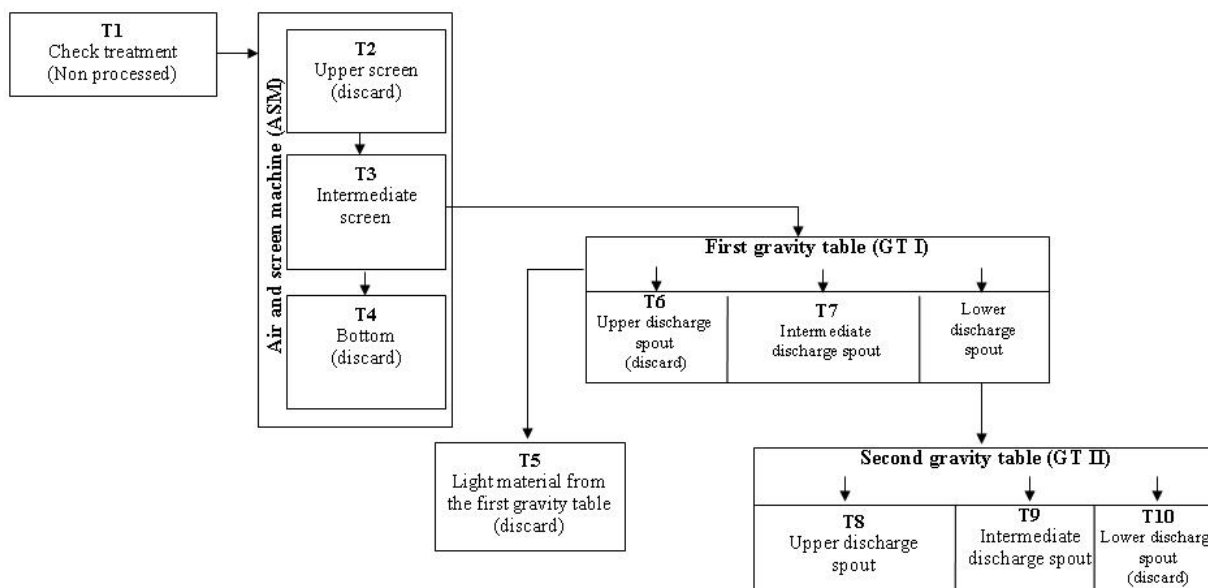 T1
Check treatment
(Non processed)
Air and screen machine (ASM)
T2
Upper screen
(discard)
T3
Intermediate
screen
T4
Bottom
(discard)
First gravity table (GT I)
T6
Upper discharge
spout
(discard)
T7
Intermediate
discharge spout
Lower
discharge
spout
T5
Light material from
the first gravity table
(discard)
Second gravity table (GT II)
T8
Upper discharge
spout
T9
Intermediate
discharge spout
T10
Lower discharge
spout
(discard)